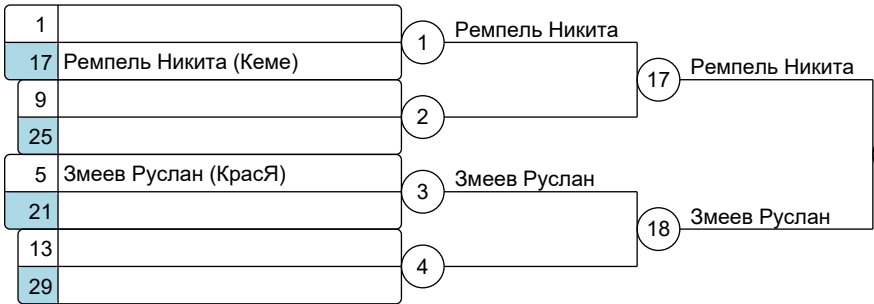 1
17 Ремпель Никита (Кеме)
1
Ремпель Никита
9
25
2
17
Ремпель Никита
5 Змеев Руслан (КрасЯ)
21
3
Змеев Руслан
13
29
4
18
Змеев Руслан